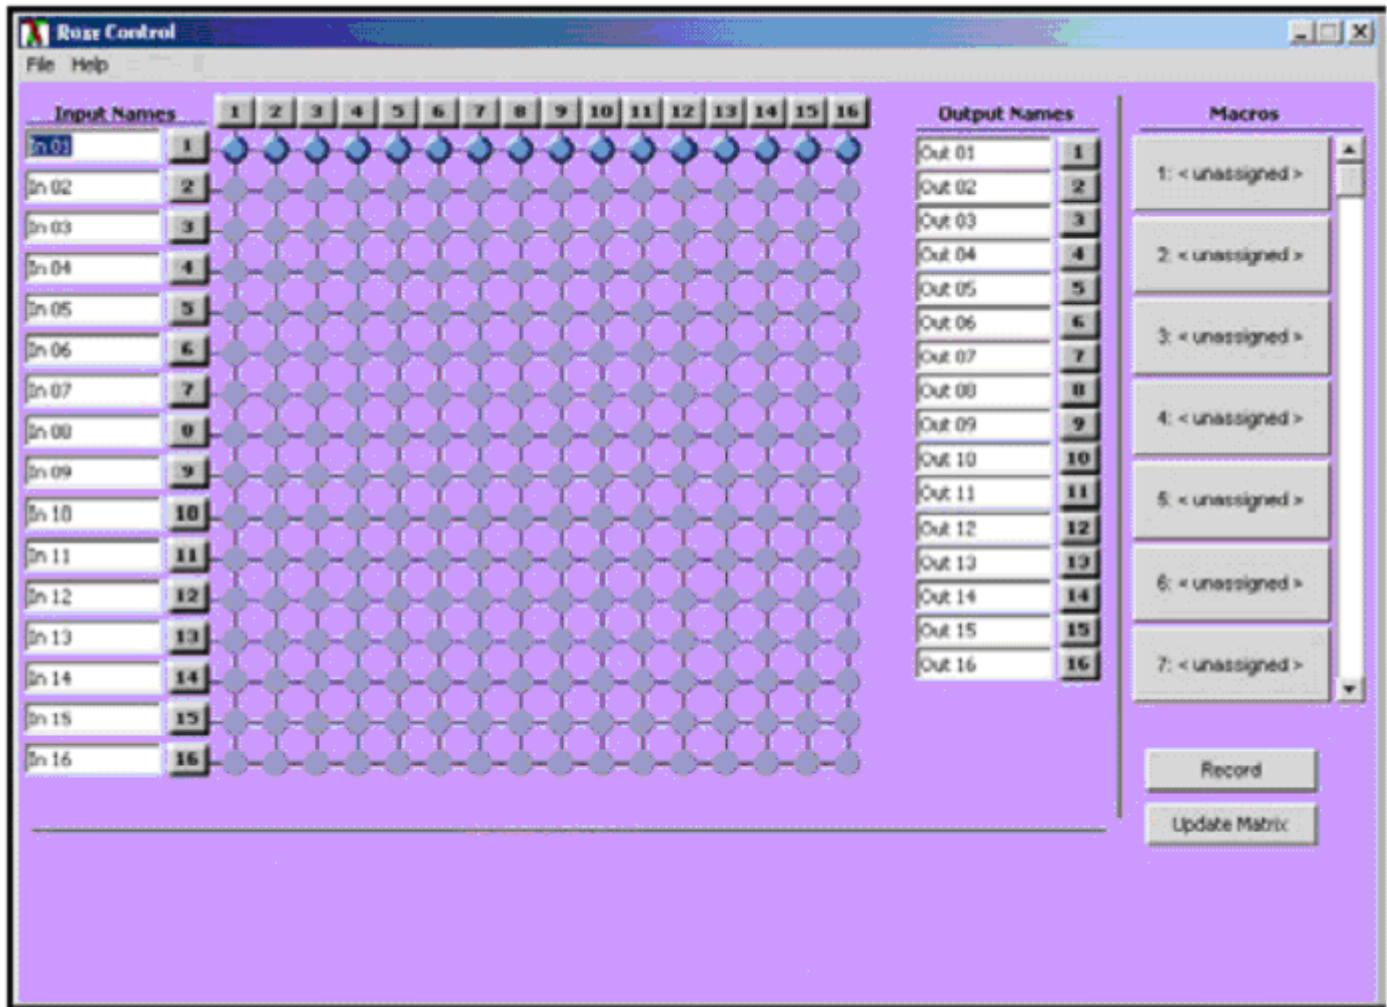 Rose Control
File Help
Input Names
1 2 3 4 5 6 7 8 9 10 11 12 13 14 15 16
In 01 1
In 02 2
In 03 3
In 04 4
In 05 5
In 06 6
In 07 7
In 08 8
In 09 9
In 10 10
In 11 11
In 12 12
In 13 13
In 14 14
In 15 15
In 16 16
Output Names
Out 01 1
Out 02 2
Out 03 3
Out 04 4
Out 05 5
Out 06 6
Out 07 7
Out 08 8
Out 09 9
Out 10 10
Out 11 11
Out 12 12
Out 13 13
Out 14 14
Out 15 15
Out 16 16
Macros
1: < unassigned >
2: < unassigned >
3: < unassigned >
4: < unassigned >
5: < unassigned >
6: < unassigned >
7: < unassigned >
Record
Update Matrix